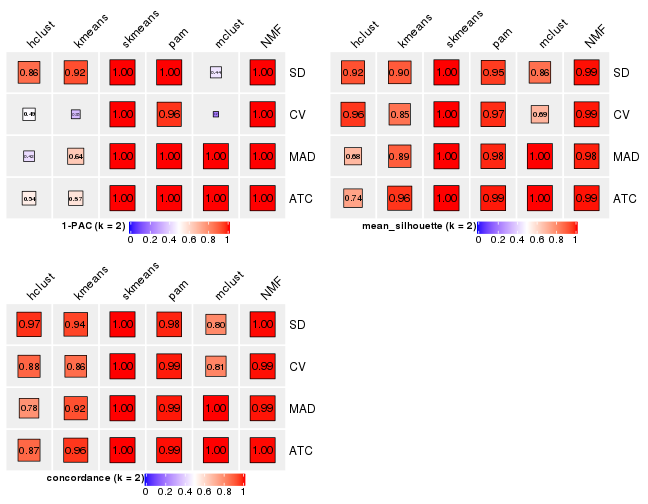 hclust kmeans skmeans pam mclust NMF
0.86 0.92 1.00 1.00 0.44 1.00 SD
0.49 1.00 0.96 1.00 CV
0.64 1.00 1.00 1.00 1.00 MAD
0.54 0.57 1.00 1.00 1.00 1.00 ATC
1-PAC (k = 2)
0 0.2 0.4 0.6 0.8 1
hclust kmeans skmeans pam mclust NMF
0.92 0.90 1.00 0.95 0.86 0.99 SD
0.96 0.85 1.00 0.97 0.69 0.99 CV
0.68 0.89 1.00 0.98 1.00 0.98 MAD
0.74 0.96 1.00 0.99 1.00 0.99 ATC
mean_silhouette (k = 2)
0 0.2 0.4 0.6 0.8 1
hclust kmeans skmeans pam mclust NMF
0.97 0.94 1.00 0.98 0.80 1.00 SD
0.88 0.86 1.00 0.99 0.81 0.99 CV
0.78 0.92 1.00 0.99 1.00 0.99 MAD
0.87 0.96 1.00 0.99 1.00 0.99 ATC
concordance (k = 2)
0 0.2 0.4 0.6 0.8 1